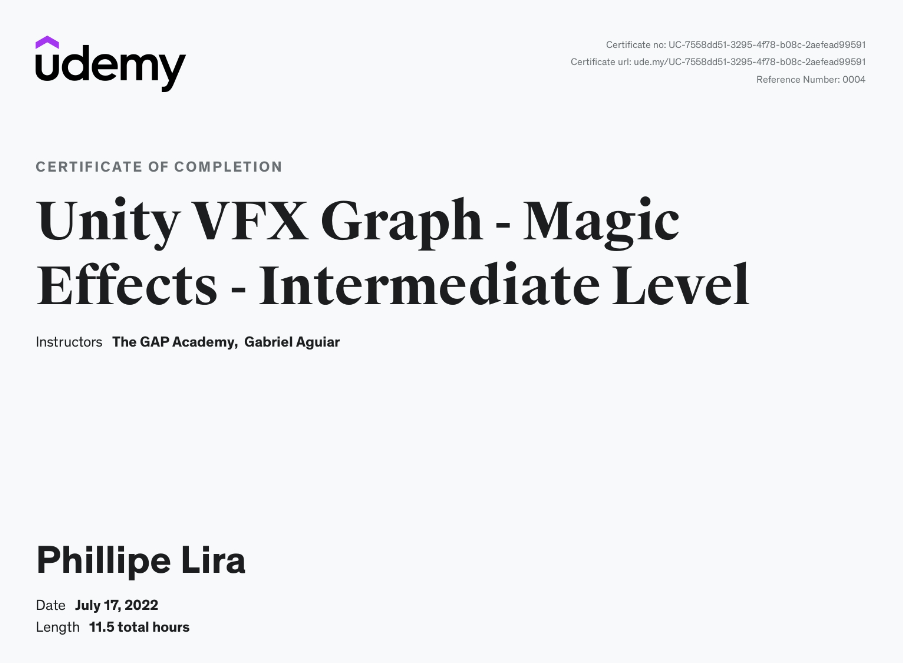 udemy
Certificate no: UC-7558dd51-3295-4f78-b08c-2aefead99591
Certificate url: ude.my/UC-7558dd51-3295-4f78-b08c-2aefead99591
Reference Number: 0004
CERTIFICATE OF COMPLETION
Unity VFX Graph - Magic
Effects - Intermediate Level
Instructors The GAP Academy, Gabriel Aguiar
Phillipe Lira
Date July 17, 2022
Length 11.5 total hours